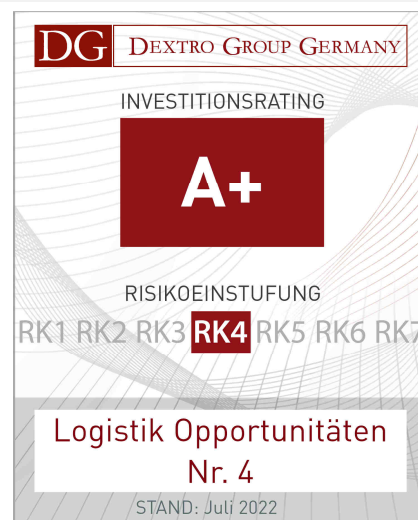 DG DEXTRO GROUP GERMANY
INVESTITIONSRATING
A+
RISIKOEINSTUFUNG
RK1 RK2 RK3 RK4 RK5 RK6 RK7
Logistik Opportunitäten
Nr. 4
STAND: Juli 2022